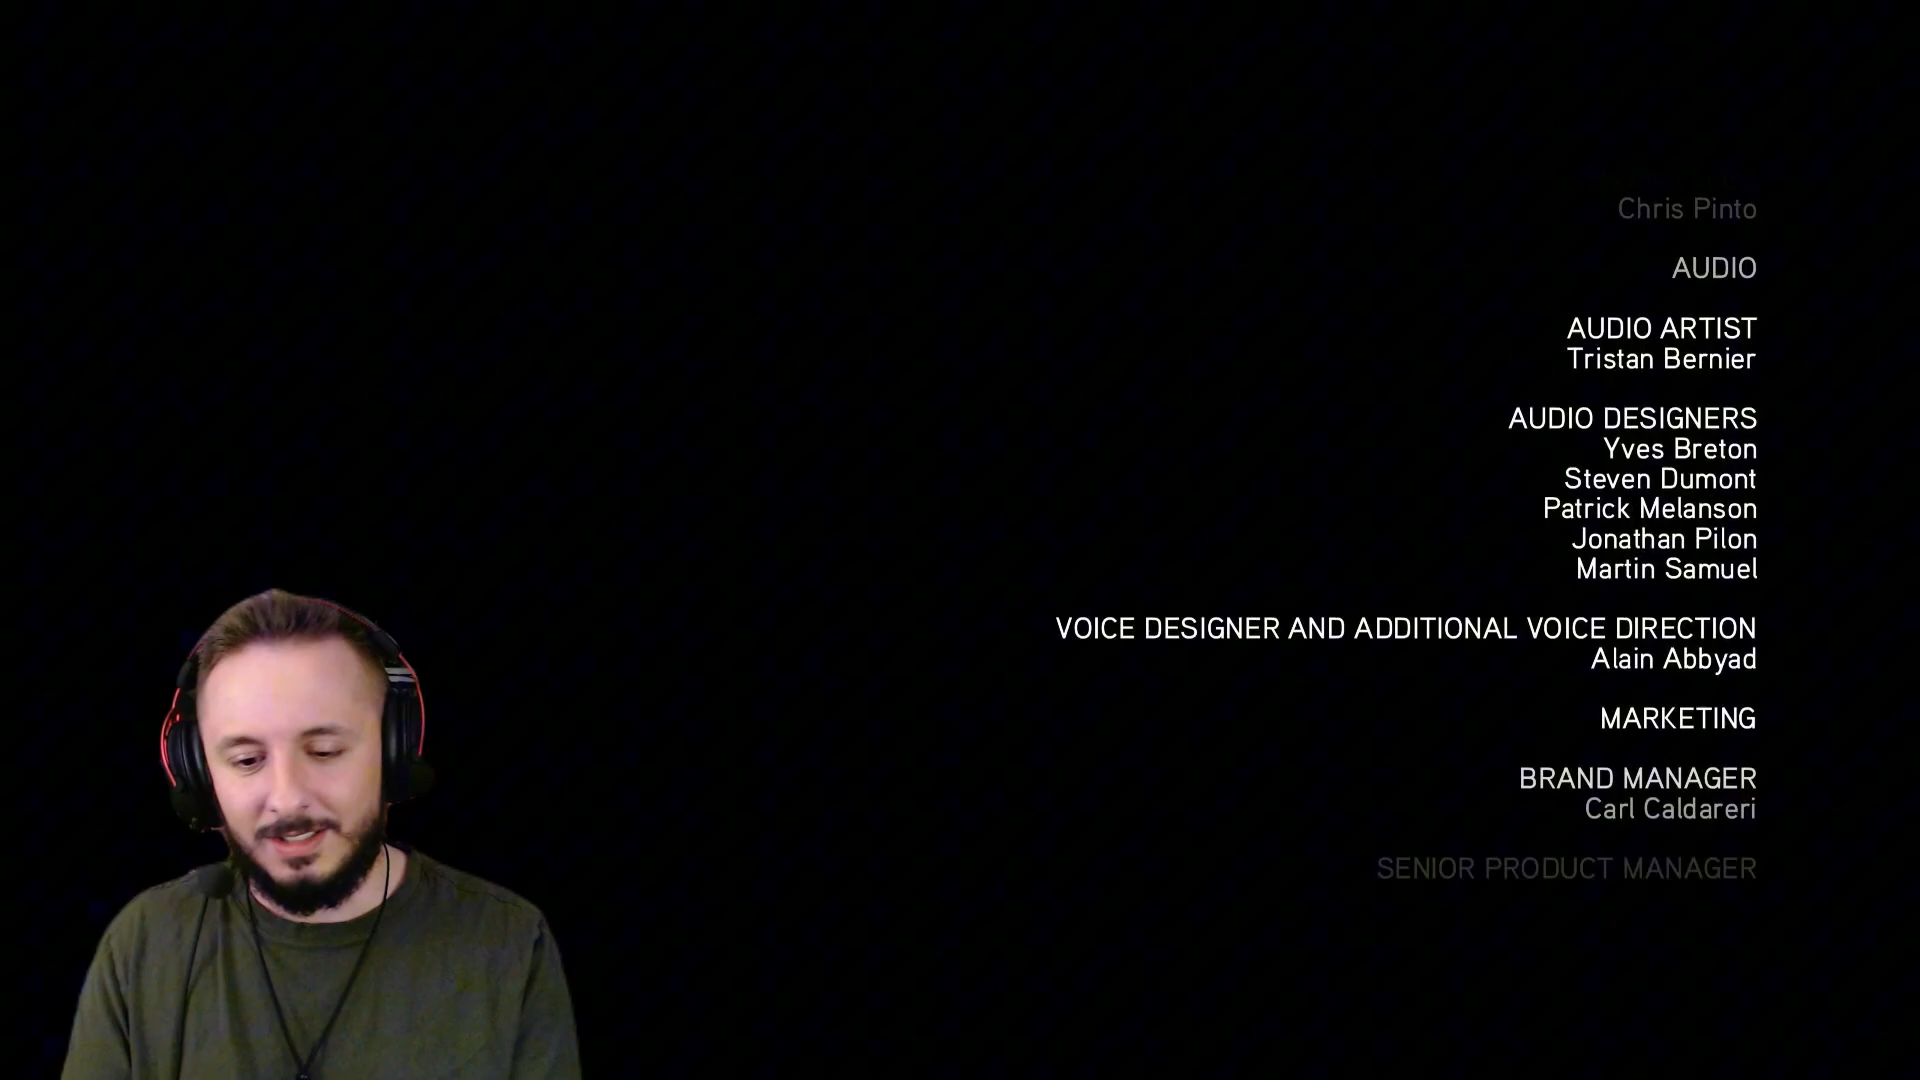 Chris Pinto
AUDIO
AUDIO ARTIST
Tristan Bernier
AUDIO DESIGNERS
Yves Breton
Steven Dumont
Patrick Melanson
Jonathan Pilon
Martin Samuel
VOICE DESIGNER AND ADDITIONAL VOICE DIRECTION
Alain Abbyad
MARKETING
BRAND MANAGER
Carl Caldareri
SENIOR PRODUCT MANAGER